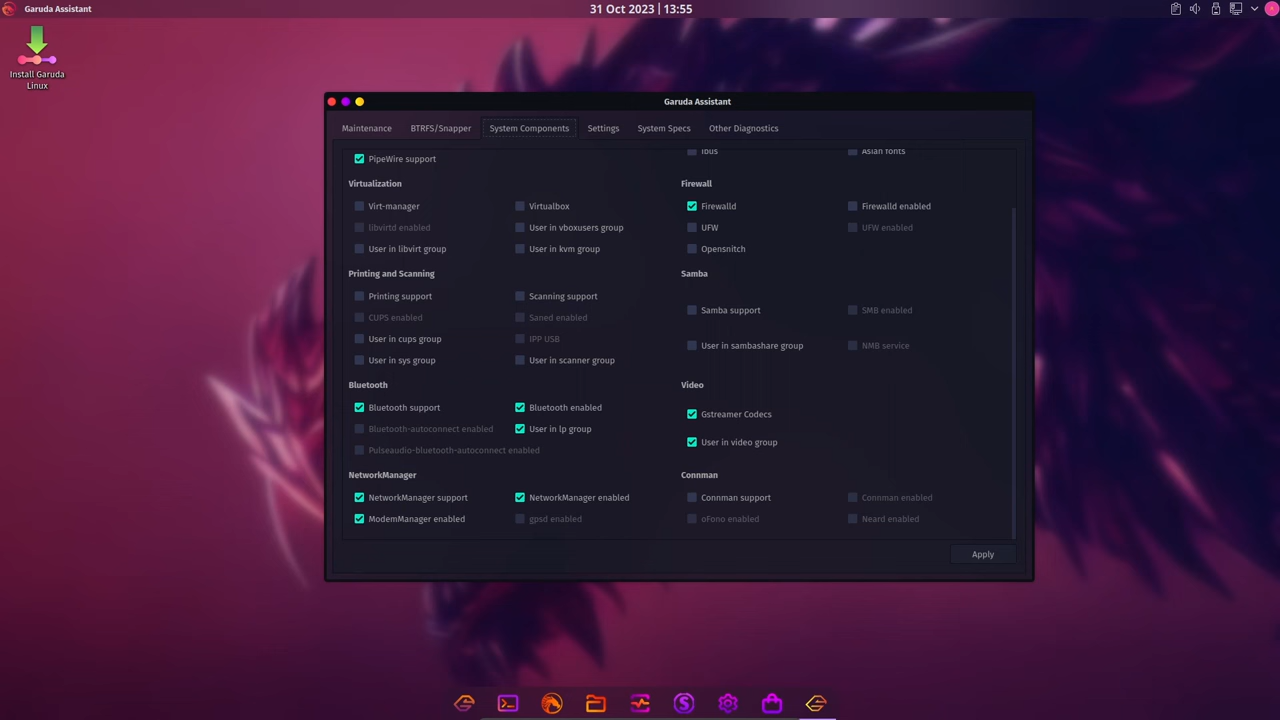 Garuda Assistant
31 Oct 2023 | 13:55
Install Garuda
Linux
Garuda Assistant
Maintenance
BTRFS/Snapper
System Components
Settings
System Specs
Other Diagnostics
PipeWire support
Ibus
Asian fonts
Virtualization
Virt-manager
Virtualbox
libvirtd enabled
User in vboxusers group
User in libvirt group
User in kvm group
Firewall
Firewalld
Firewalld enabled
UFW
UFW enabled
Opensnitch
Printing and Scanning
Printing support
Scanning support
CUPS enabled
Saned enabled
User in cups group
IPP USB
User in sys group
User in scanner group
Samba
Samba support
SMB enabled
User in sambashare group
NMB service
Bluetooth
Bluetooth support
Bluetooth enabled
Bluetooth-autoconnect enabled
User in lp group
Pulseaudio-bluetooth-autoconnect enabled
Video
Gstreamer Codecs
User in video group
NetworkManager
NetworkManager support
NetworkManager enabled
ModemManager enabled
gpsd enabled
Connman
Connman support
Connman enabled
oFono enabled
Neard enabled
Apply